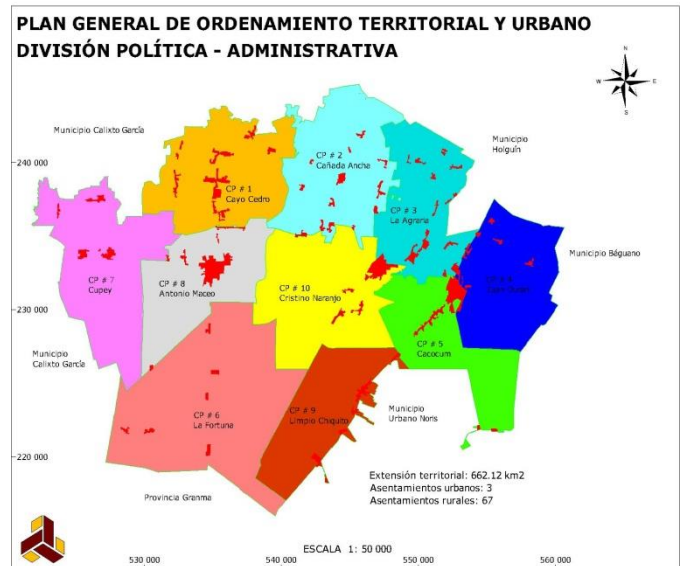 PLAN GENERAL DE ORDENAMIENTO TERRITORIAL Y URBANO
DIVISIÓN POLÍTICA - ADMINISTRATIVA
N
W
E
S
Municipio Calixto García
Municipio
Holguín
240 000
CP # 1
Cayo Cedro
CP # 2
Cañada Ancha
CP # 3
La Agraria
Municipio Báguano
CP # 7
Cupey
CP # 8
Antonio Maceo
CP # 10
Cristino Naranjo
CP # 4
230 000
CP # 5
Cacocum
Municipio
Calixto García
CP # 6
La Fortuna
CP # 9
Limpio Chiquito
Municipio
Urbano Noris
220 000
Provincia Granma
Extensión territorial: 662.12 km2
Asentamientos urbanos: 3
Asentamientos rurales: 67
ESCALA 1: 50 000
530 000
540 000
550 000
560 000